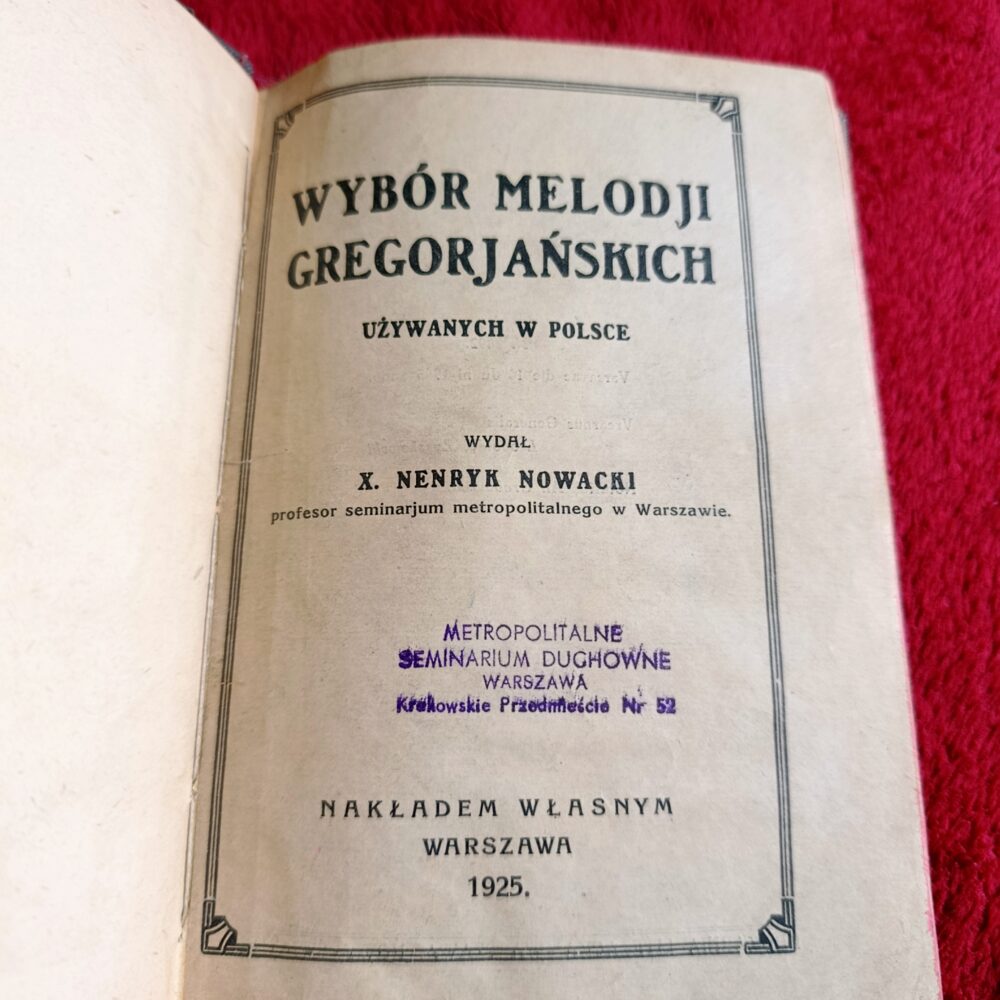 WYBÓR MELODJI
GREGORJAŃSKICH
UŻYWANYCH W POLSCE
WYDAŁ
X. NENRYK NOWACKI
profesor seminarjum metropolitalnego w Warszawie.
METROPOLITALNE
SEMINARIUM DUCHOWNE
WARSZAWA
Krakowskie Przedmieście Nr 52
NAKŁADEM WŁASNYM
WARSZAWA
1925.